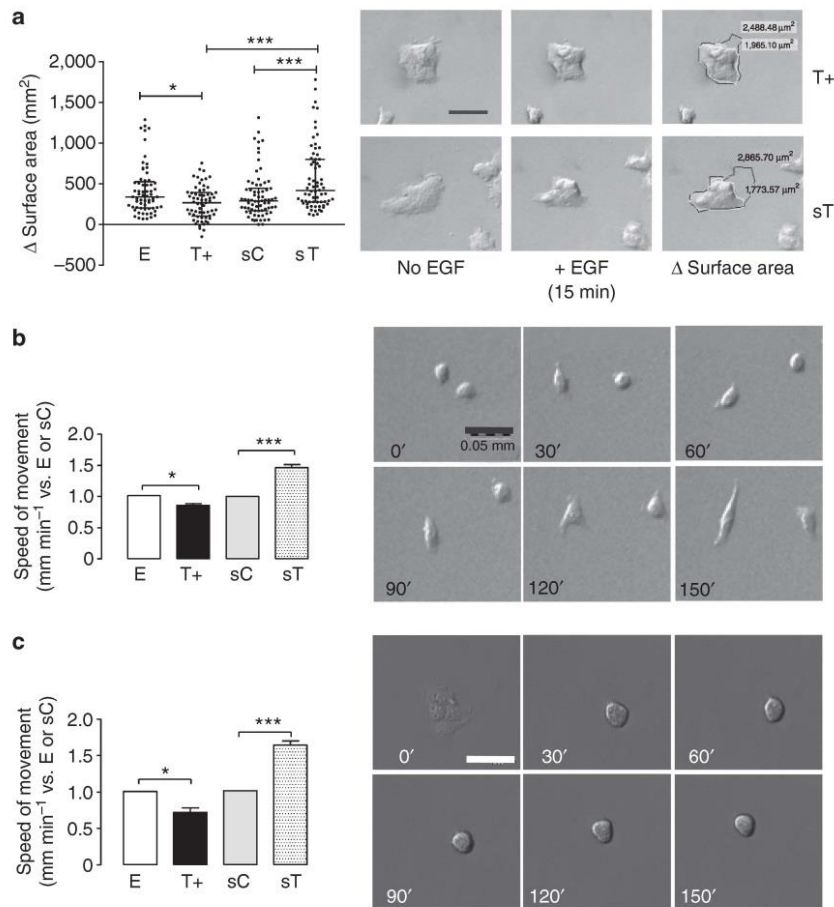 a
Δ Surface area (mm²)
2,000
1,500
1,000
500
0
–500
E T+ sC sT
*
***
***
2,488.48 µm²
1,965.10 µm²
T+
2,865.70 µm²
1,773.57 µm²
sT
No EGF
+ EGF
(15 min)
Δ Surface area
b
Speed of movement
(mm min⁻¹ vs. E or sC)
2.0
1.5
1.0
0.5
0
E T+ sC sT
*
***
0.05 mm
0′ 30′ 60′
90′ 120′ 150′
c
Speed of movement
(mm min⁻¹ vs. E or sC)
2.0
1.5
1.0
0.5
0.0
E T+ sC sT
*
***
0′ 30′ 60′
90′ 120′ 150′